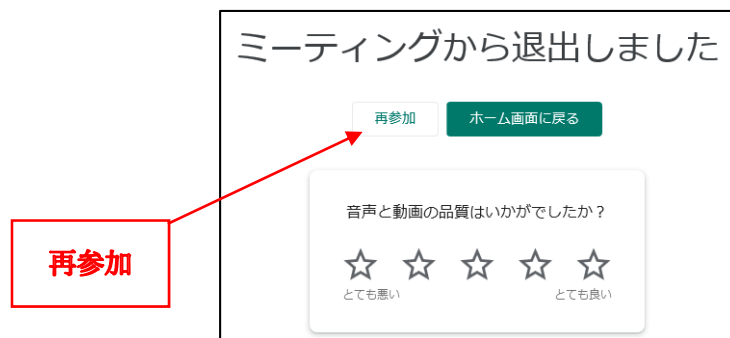 ミーティングから退出しました
再参加
ホーム画面に戻る
音声と動画の品質はいかがでしたか？
とても悪い
とても良い
再参加